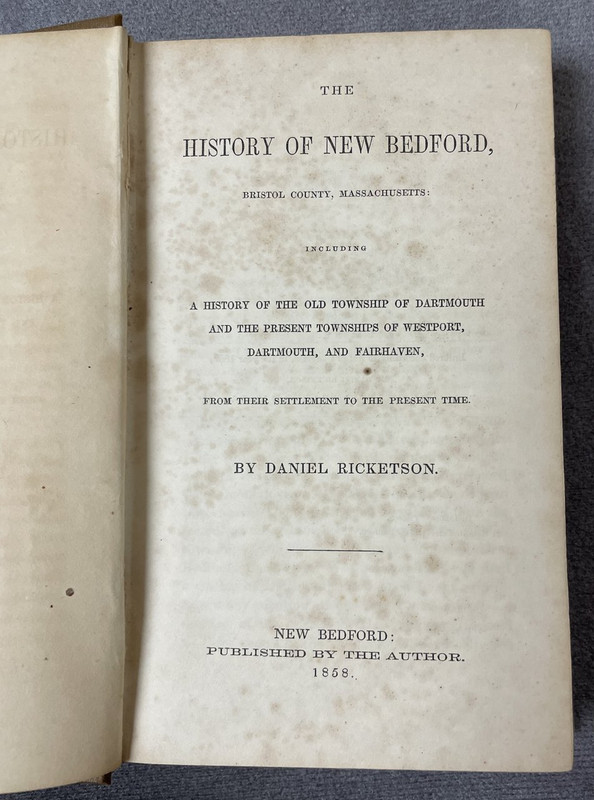 THE
HISTORY OF NEW BEDFORD,
BRISTOL COUNTY, MASSACHUSETTS:
INCLUDING
A HISTORY OF THE OLD TOWNSHIP OF DARTMOUTH
AND THE PRESENT TOWNSHIPS OF WESTPORT,
DARTMOUTH, AND FAIRHAVEN,
FROM THEIR SETTLEMENT TO THE PRESENT TIME.
BY DANIEL RICKETSON.
NEW BEDFORD:
PUBLISHED BY THE AUTHOR.
1858.